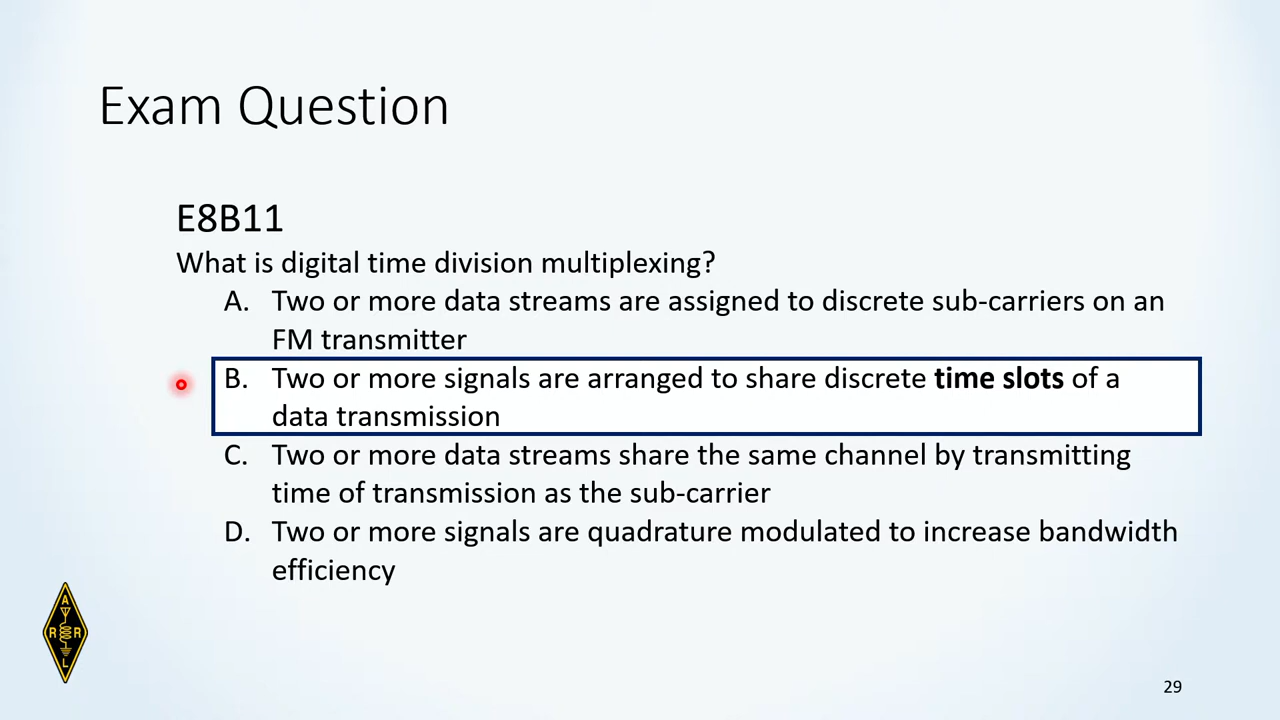 Exam Question
E8B11
What is digital time division multiplexing?
A. Two or more data streams are assigned to discrete sub-carriers on an
FM transmitter
B. Two or more signals are arranged to share discrete time slots of a
data transmission
C. Two or more data streams share the same channel by transmitting
time of transmission as the sub-carrier
D. Two or more signals are quadrature modulated to increase bandwidth
efficiency
A
R R
L
29